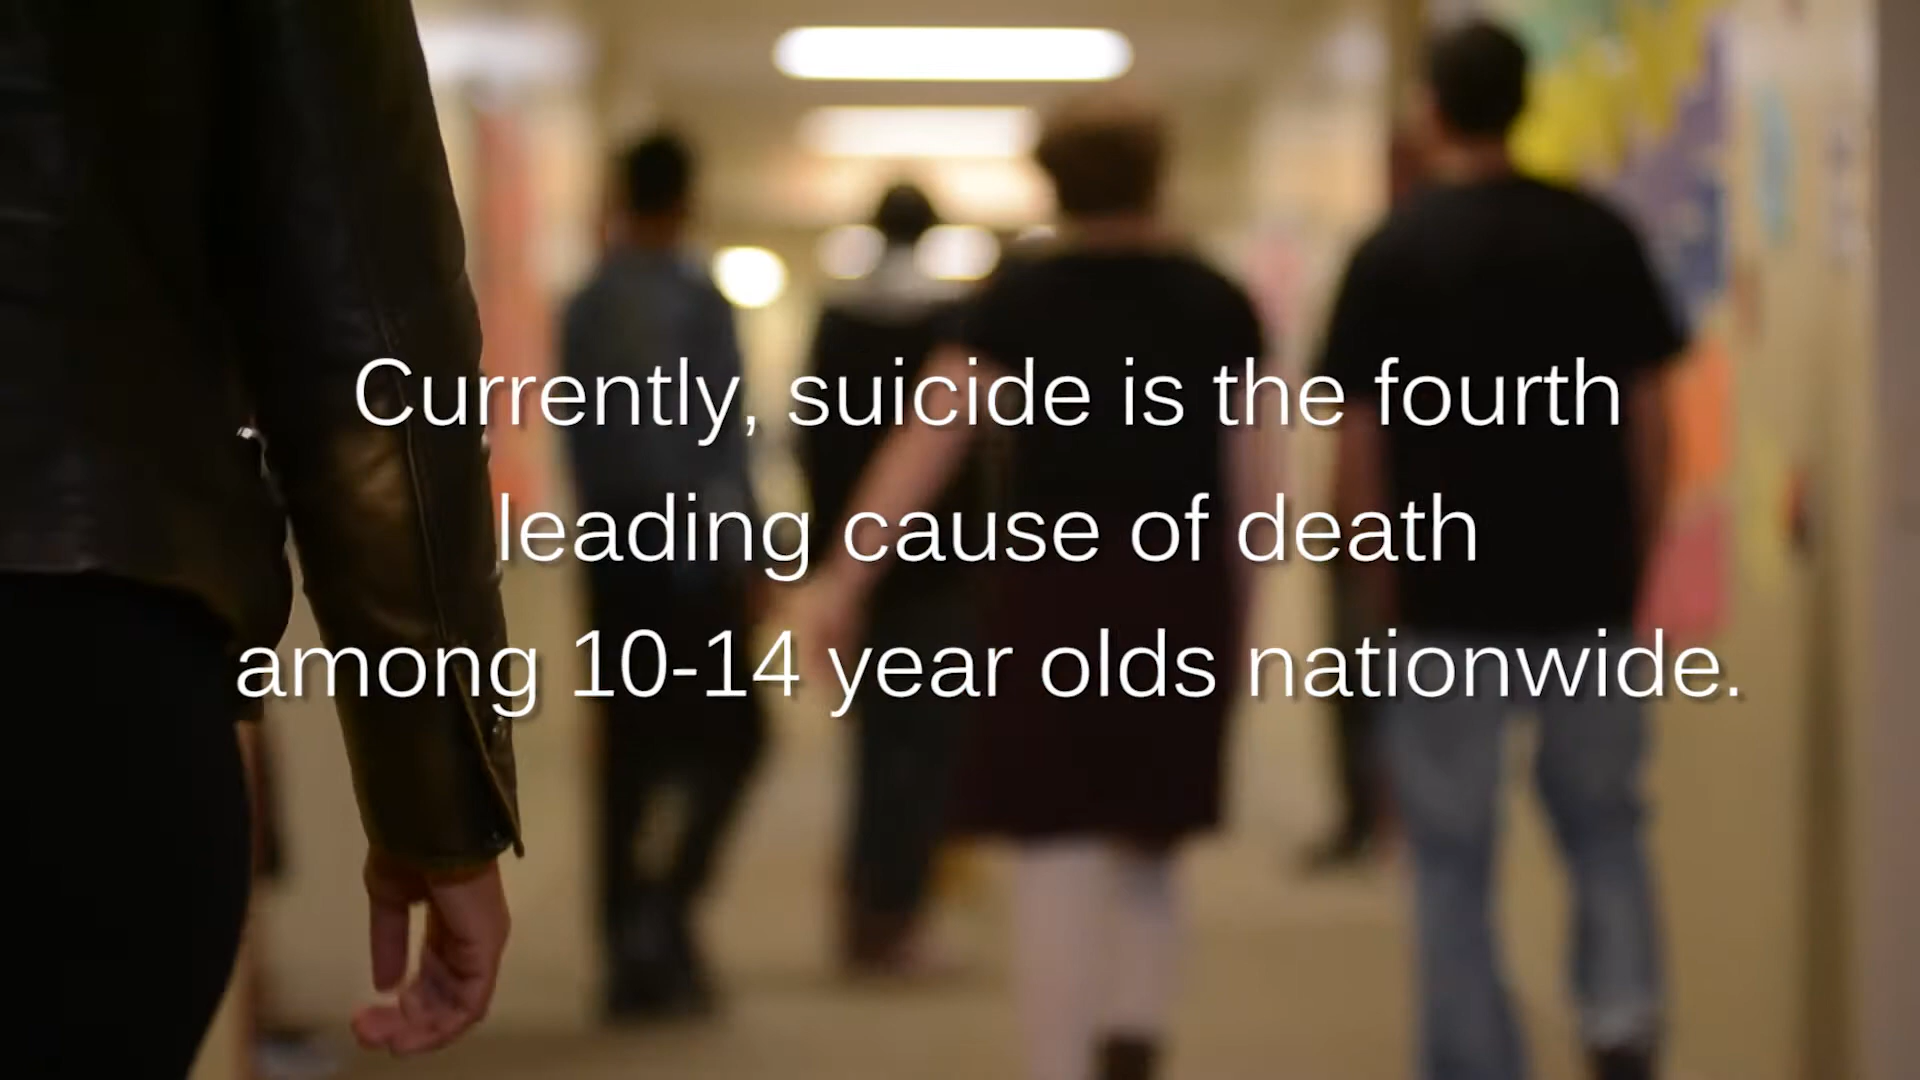 Currently, suicide is the fourth
leading cause of death
among 10-14 year olds nationwide.